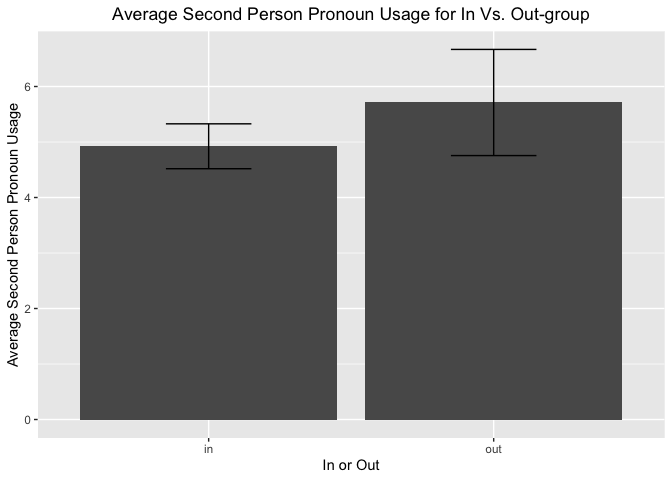 Average Second Person Pronoun Usage for In Vs. Out-group
Average Second Person Pronoun Usage
6
4
2
0
in
out
In or Out